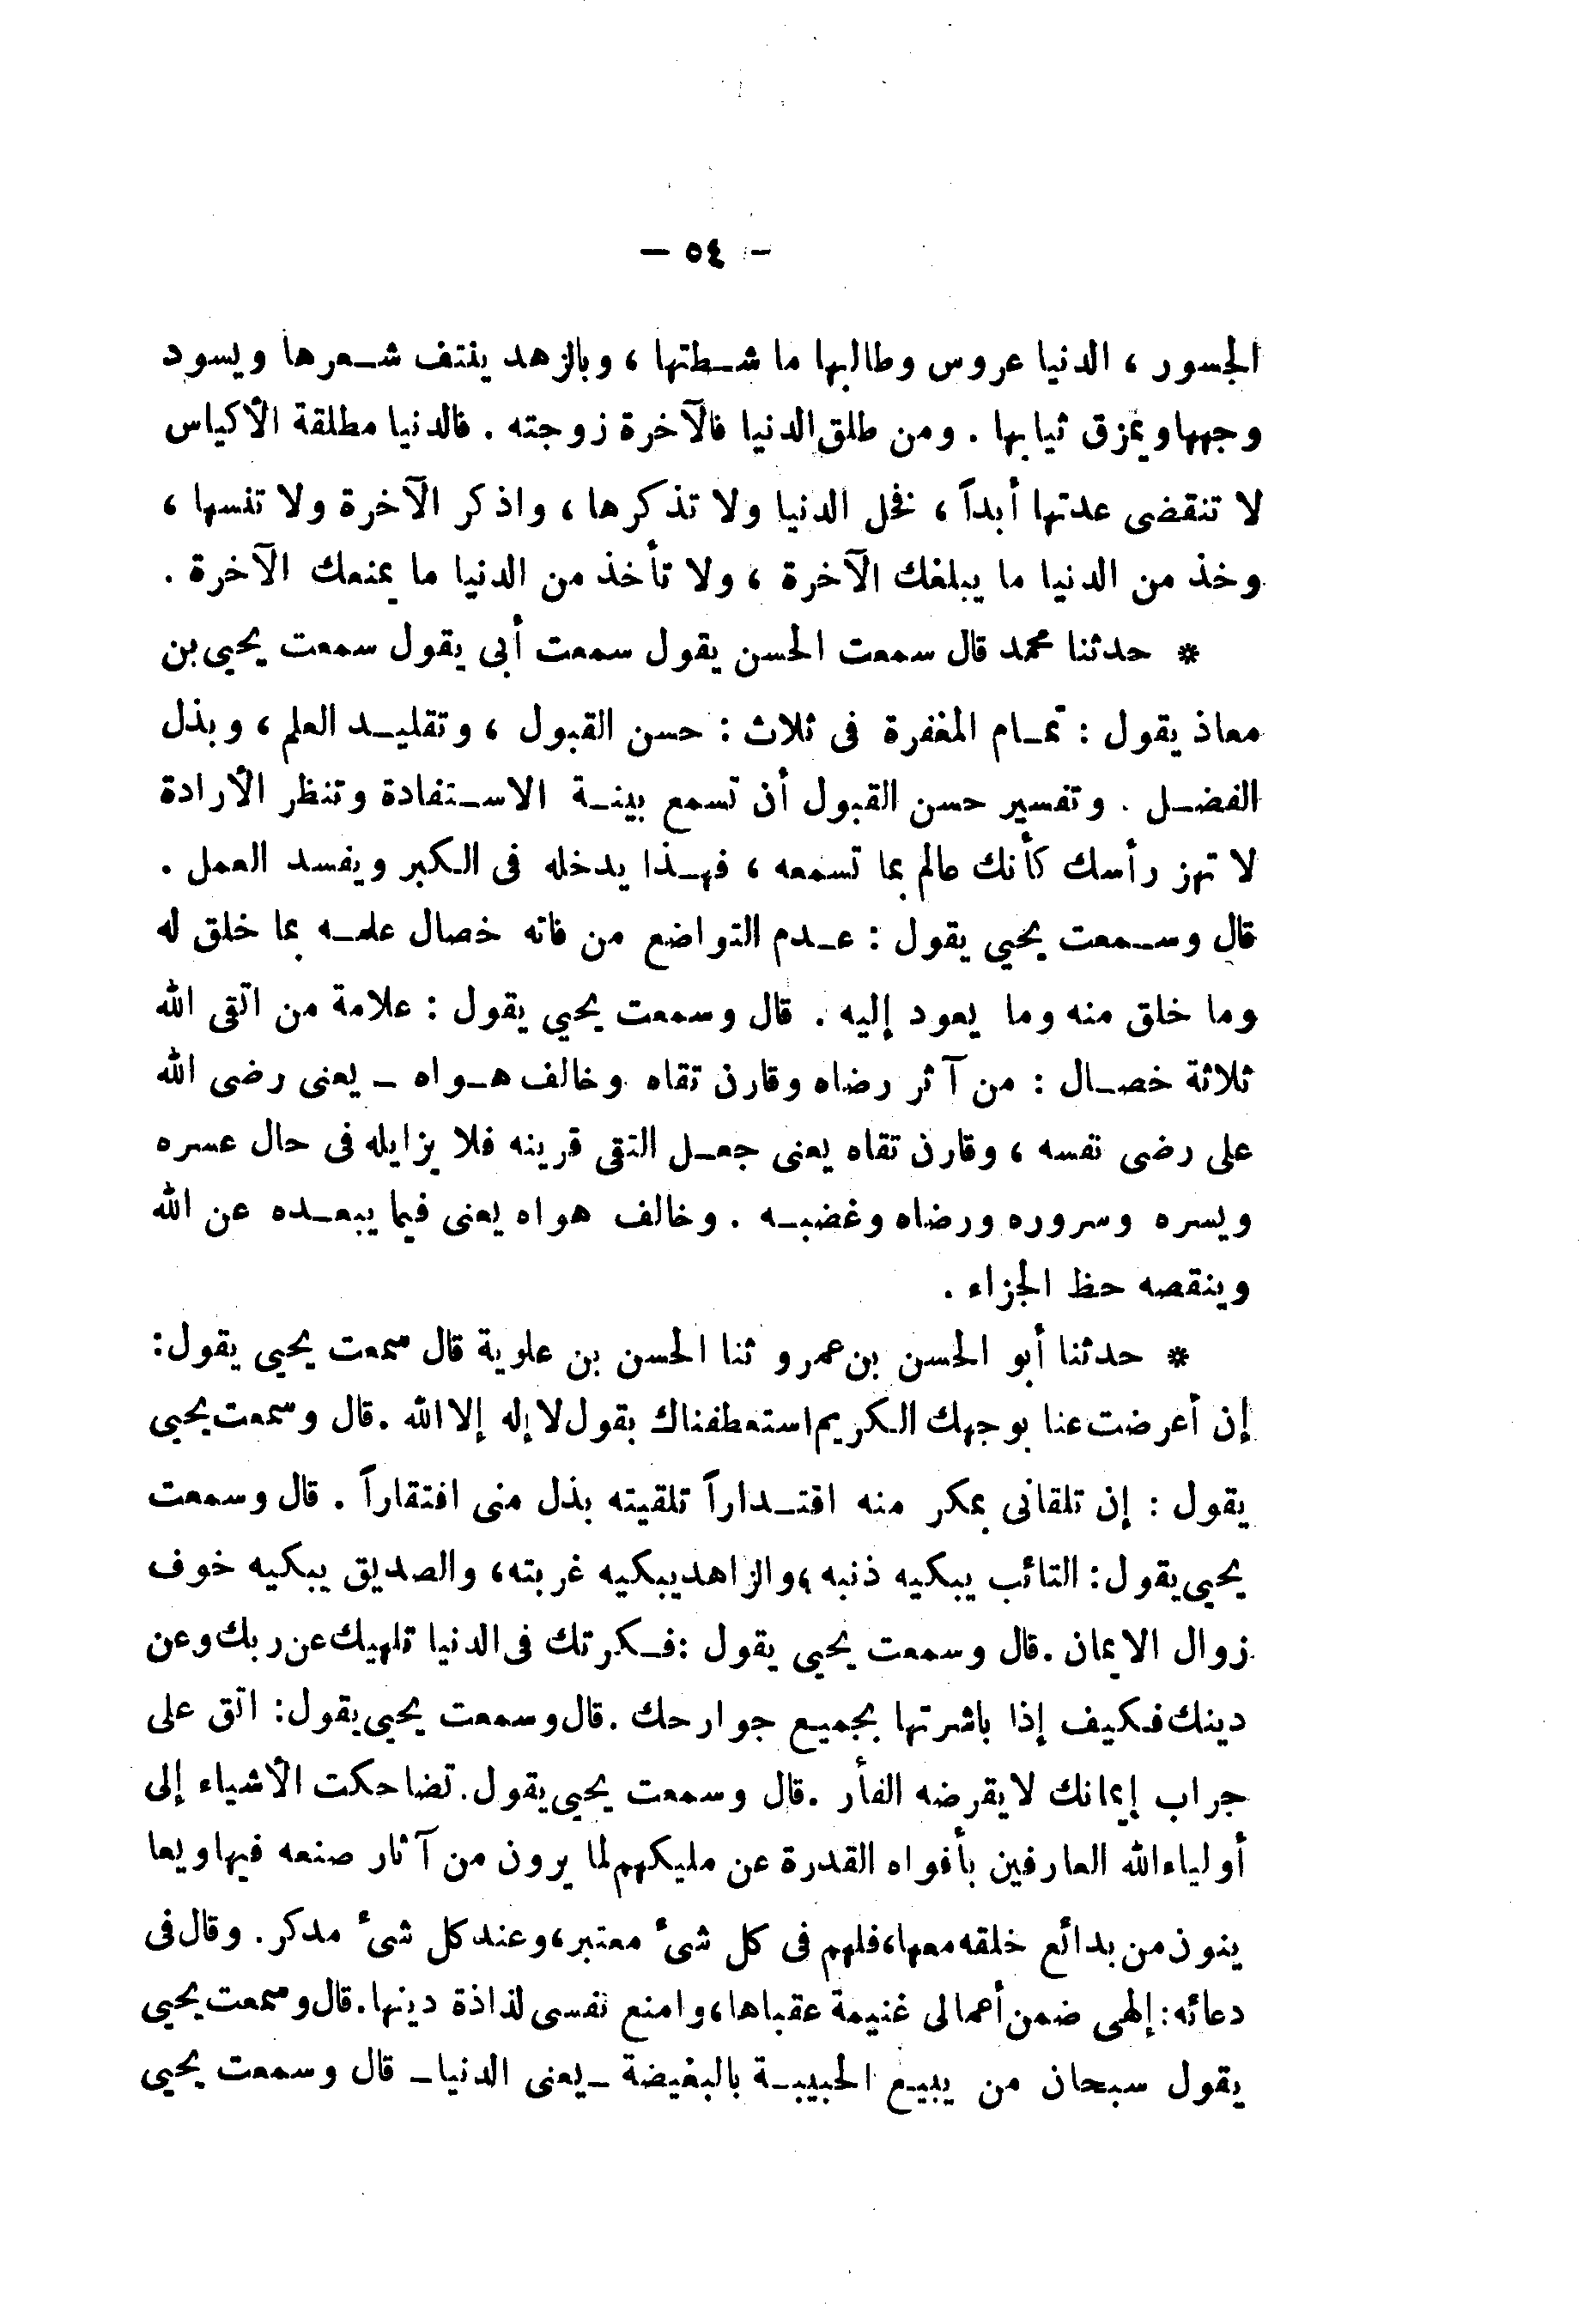 — ٥٤ —
الجسور ، الدنيا عروس وطالبها ما شطتها ، وبالزهد ينتف شعرها ويسود
وجهها ويمزق ثيابها . ومن طلق الدنيا فالآخرة زوجته . فالدنيا مطلقة الأكياس
لا تنقضى عدتها أبداً ، فخل الدنيا ولا تذكرها ، واذكر الآخرة ولا تنسها ،
وخذ من الدنيا ما يبلغك الآخرة ، ولا تأخذ من الدنيا ما يمنعك الآخرة .
* حدثنا محمد قال سمعت الحسن يقول سمعت أبى يقول سمعت يحيى بن
معاذ يقول : تمام المغفرة فى ثلاث : حسن القبول ، وتقليد العلم ، وبذل
الفضل . وتفسير حسن القبول أن تسمع بينة الاستفادة وتنظر الأرادة
لا تهز رأسك كأنك عالم بما تسمعه ، فهذا يدخله فى الكبر ويفسد العمل .
قال وسمعت يحيى يقول : عدم التواضع من فاته خصال علمه بما خلق له
وما خلق منه وما يعود إليه . قال وسمعت يحيي يقول : علامة من اتقى الله
ثلاثة خصال : من آثر رضاه وقارن تقاه وخالف هواه – يعنى رضى الله
على رضى نفسه ، وقارن تقاه يعنى جعل التقى قرينه فلا يزايله فى حال عسره
ويسره وسروره ورضاه وغضبه . وخالف هواه يعنى فيما يبعده عن الله
وينقصه حظ الجزاء .
* حدثنا أبو الحسن بن عمرو ثنا الحسن بن علوية قال سمعت يحيى يقول :
إن أعرضت عنا بوجهك الكريم استعطفناك بقول لا إله إلا الله . قال وسمعت يحيى
يقول : إن تلقانى بمكر منه اقتداراً تلقيته بذل منى افتقاراً . قال وسمعت
يحيى يقول : التائب يبكيه ذنبه ، والزاهد يبكيه غربته ، والصديق يبكيه خوف
زوال الايمان . قال وسمعت يحيى يقول : فكرتك فى الدنيا تلهيك عن ربك وعن
دينك فكيف إذا باشرتها بجميع جوارحك . قال وسمعت يحيى يقول : اتق على
جراب إيمانك لا يقرضه الفأر . قال وسمعت يحيى يقول . تضاحكت الأشياء إلى
أولياء الله العارفين بأفواه القدرة عن مليكهم لما يرون من آثار صنعه فيها ويعا
ينون من بدائع خلقه معها ، فلهم فى كل شىء معتبر ، وعند كل شىء مدكر . وقال فى
دعائه : إلهى ضمن أعمالى غنيمة عقباها ، وامنع نفسى لذاذة دينها . قال وسمعت يحيى
يقول سبحان من يبيع الحبيبة بالبغيضة – يعنى الدنيا – قال وسمعت يحيى